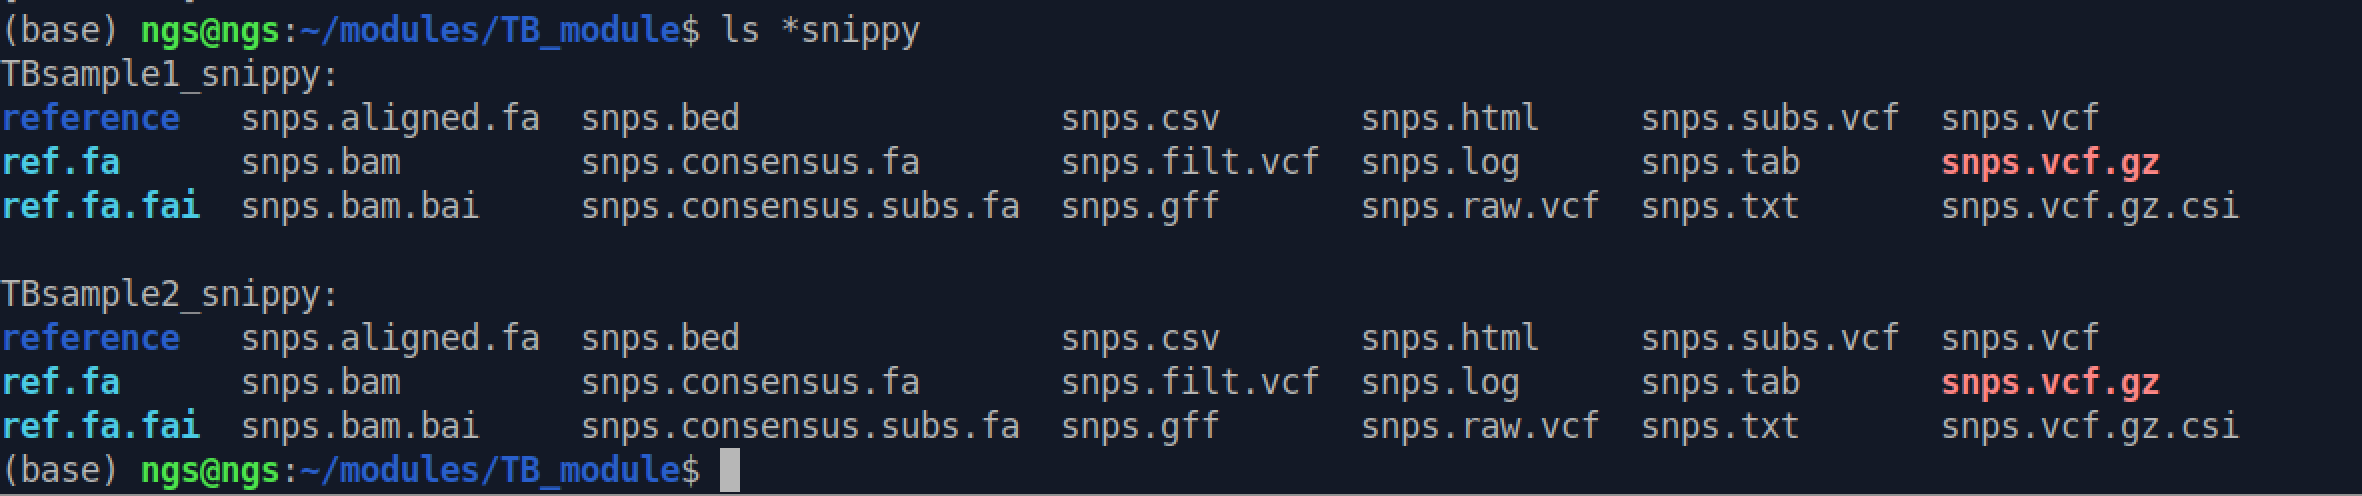 (base) ngs@ngs:~/modules/TB_module$ ls *snippy
TBsample1_snippy:
reference   snps.aligned.fa  snps.bed                snps.csv       snps.html     snps.subs.vcf  snps.vcf
ref.fa      snps.bam         snps.consensus.fa       snps.filt.vcf  snps.log      snps.tab       snps.vcf.gz
ref.fa.fai  snps.bam.bai     snps.consensus.subs.fa  snps.gff       snps.raw.vcf  snps.txt       snps.vcf.gz.csi

TBsample2_snippy:
reference   snps.aligned.fa  snps.bed                snps.csv       snps.html     snps.subs.vcf  snps.vcf
ref.fa      snps.bam         snps.consensus.fa       snps.filt.vcf  snps.log      snps.tab       snps.vcf.gz
ref.fa.fai  snps.bam.bai     snps.consensus.subs.fa  snps.gff       snps.raw.vcf  snps.txt       snps.vcf.gz.csi
(base) ngs@ngs:~/modules/TB_module$